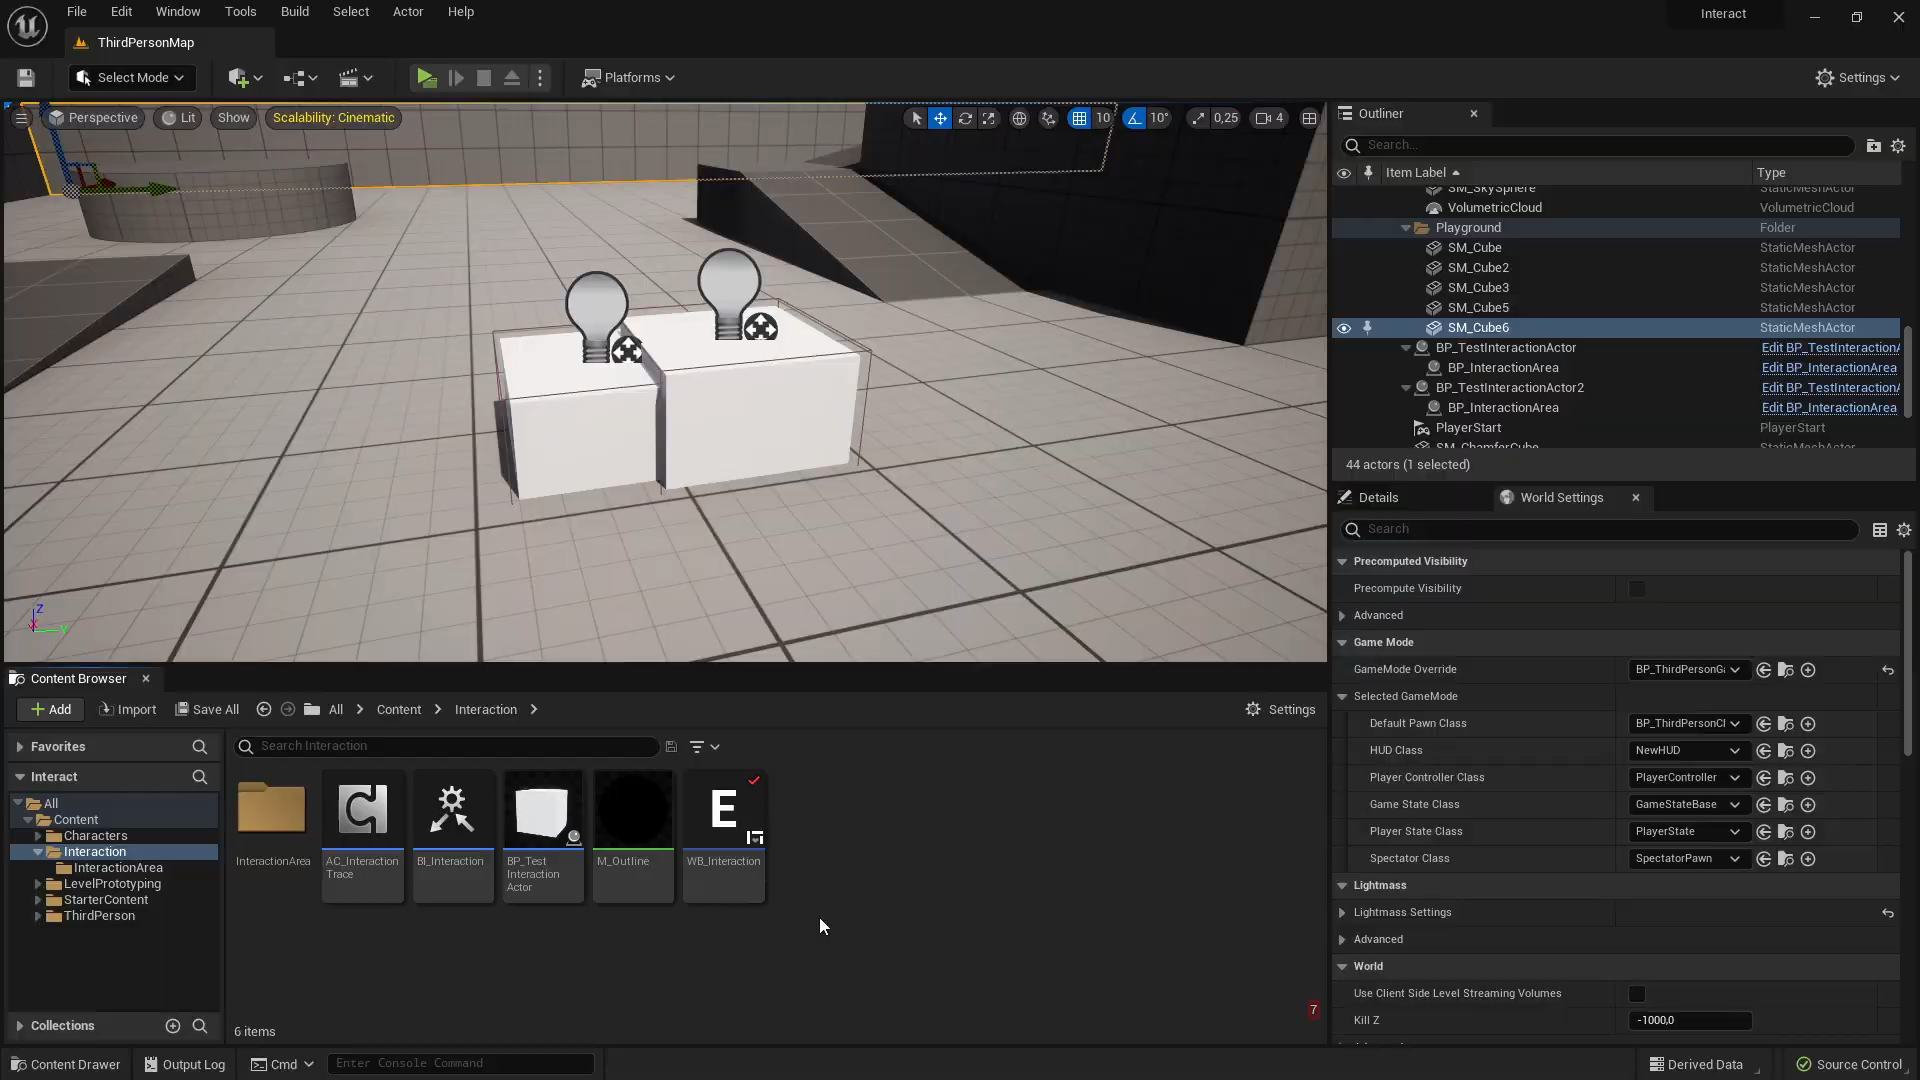 File Edit Window Tools Build Select Actor Help
Interact
ThirdPersonMap
Select Mode
Platforms
Settings
Perspective Lit Show Scalability: Cinematic
10 10° 0,25 4
Z
Y
Outliner
Search...
Item Label Type
SM_SkySphere StaticMeshActor
VolumetricCloud VolumetricCloud
Playground Folder
SM_Cube StaticMeshActor
SM_Cube2 StaticMeshActor
SM_Cube3 StaticMeshActor
SM_Cube5 StaticMeshActor
SM_Cube6 StaticMeshActor
BP_TestInteractionActor Edit BP_TestInteractionA
BP_InteractionArea Edit BP_InteractionArea
BP_TestInteractionActor2 Edit BP_TestInteractionA
BP_InteractionArea Edit BP_InteractionArea
PlayerStart PlayerStart
SM_ChamferCube StaticMeshActor
44 actors (1 selected)
Details World Settings
Search
Precomputed Visibility
Precompute Visibility
Advanced
Game Mode
GameMode Override BP_ThirdPersonG
Selected GameMode
Default Pawn Class BP_ThirdPersonCl
HUD Class NewHUD
Player Controller Class PlayerController
Game State Class GameStateBase
Player State Class PlayerState
Spectator Class SpectatorPawn
Lightmass
Lightmass Settings
Advanced
World
Use Client Side Level Streaming Volumes
Kill Z -1000,0
Content Browser
Add Import Save All All Content Interaction Settings
Favorites
Search Interaction
Interact
All
Content
Characters
Interaction
InteractionArea
LevelPrototyping
StarterContent
ThirdPerson
Collections
E
InteractionArea
AC_Interaction
Trace
BI_Interaction
BP_Test
Interaction
Actor
M_Outline
WB_Interaction
7
6 items
Content Drawer Output Log Cmd Enter Console Command Derived Data Source Control